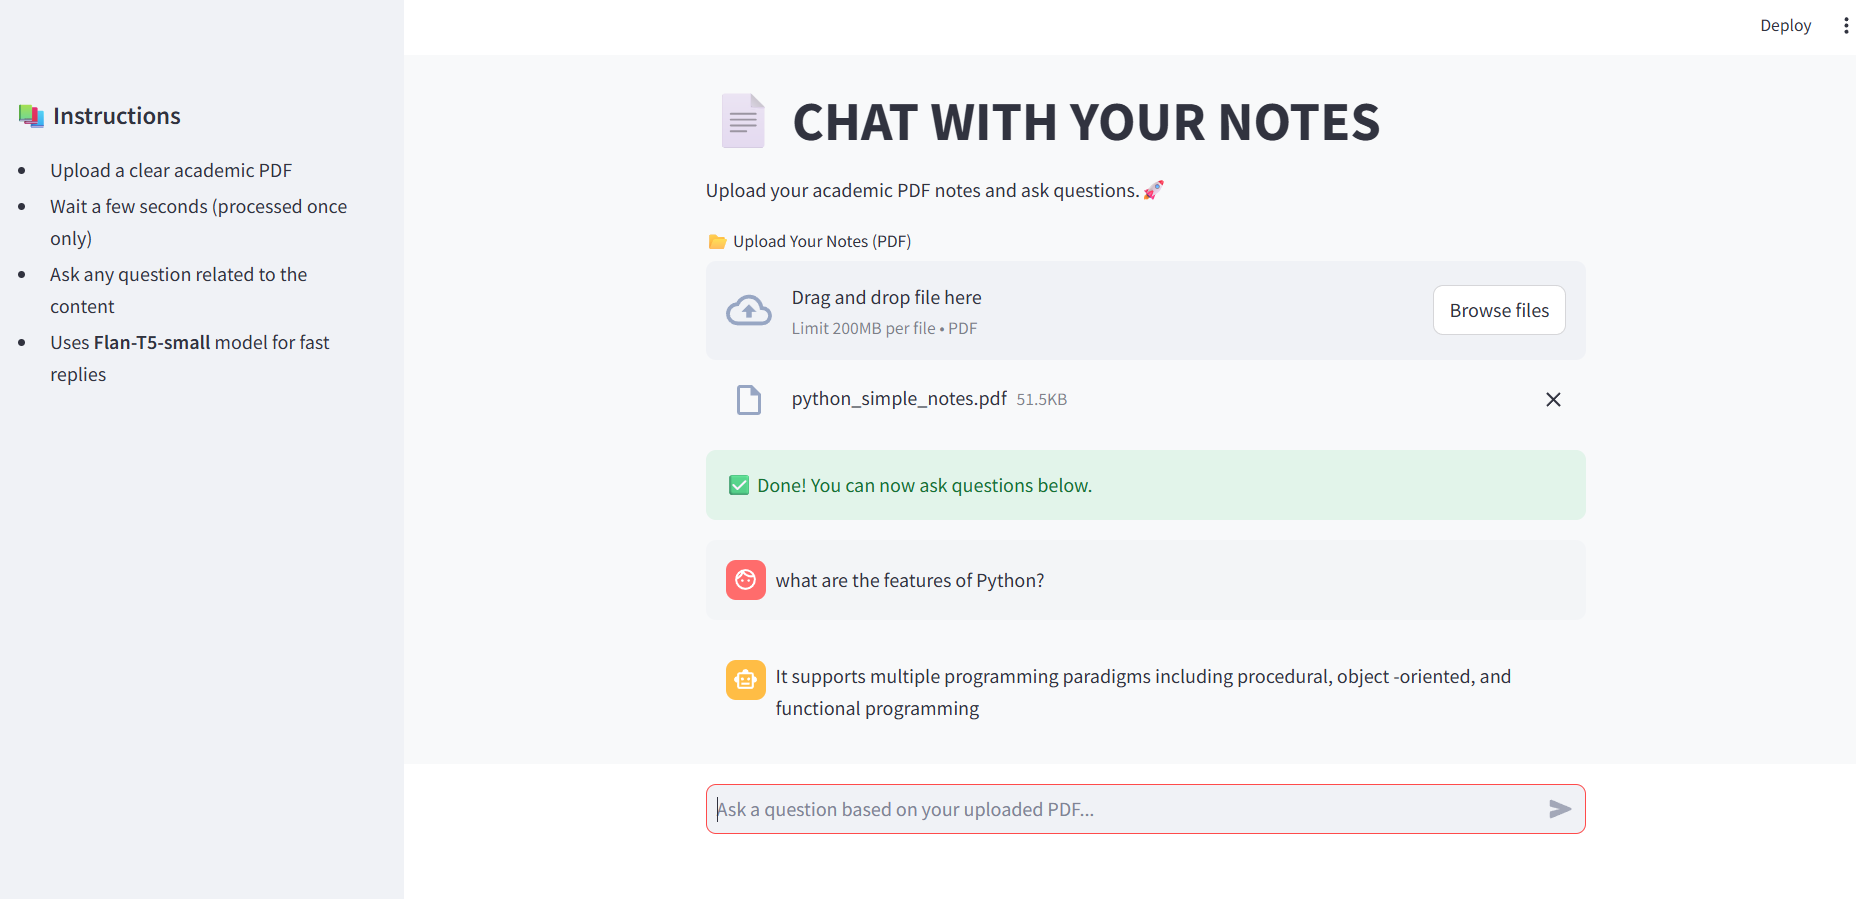 Deploy
Instructions
Upload a clear academic PDF
Wait a few seconds (processed once
only)
Ask any question related to the
content
Uses Flan-T5-small model for fast
replies
CHAT WITH YOUR NOTES
Upload your academic PDF notes and ask questions.
Upload Your Notes (PDF)
Drag and drop file here
Limit 200MB per file • PDF
Browse files
python_simple_notes.pdf 51.5KB
Done! You can now ask questions below.
what are the features of Python?
It supports multiple programming paradigms including procedural, object -oriented, and
functional programming
Ask a question based on your uploaded PDF...